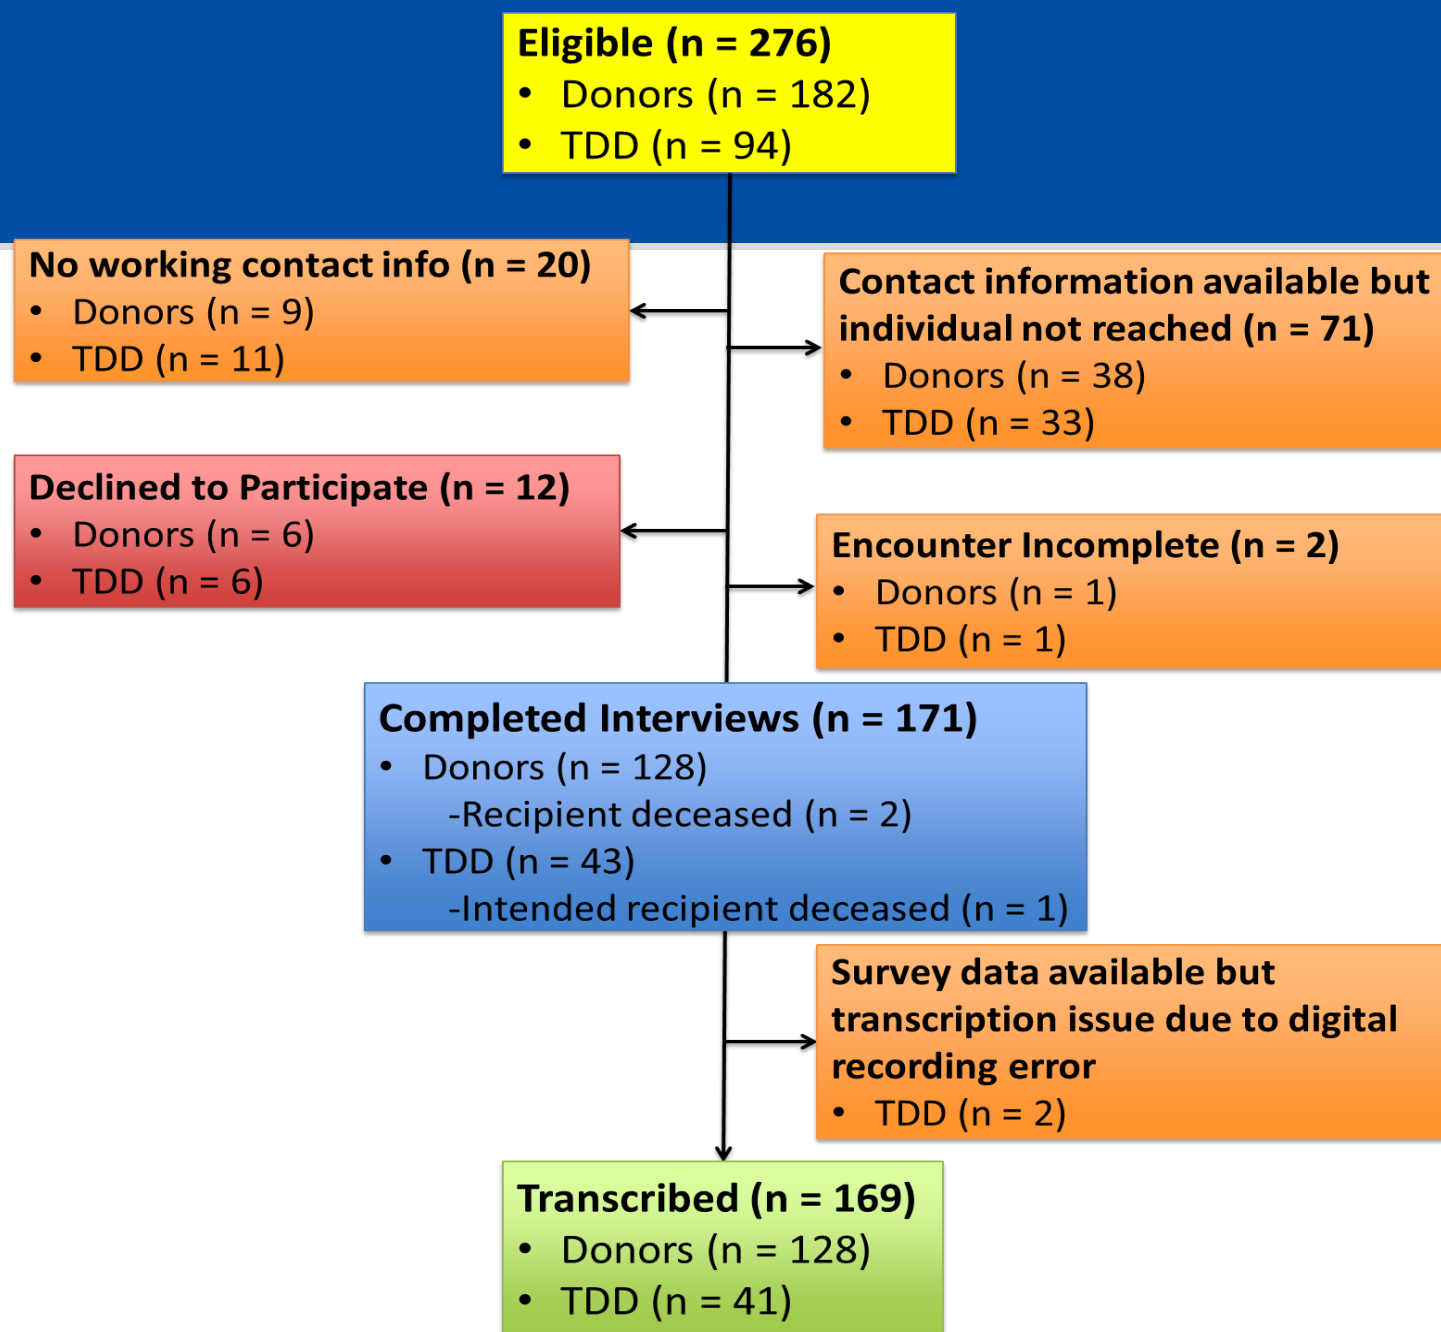 Eligible (n = 276)
• Donors (n = 182)
• TDD (n = 94)
No working contact info (n = 20)
• Donors (n = 9)
• TDD (n = 11)
Contact information available but
individual not reached (n = 71)
• Donors (n = 38)
• TDD (n = 33)
Declined to Participate (n = 12)
• Donors (n = 6)
• TDD (n = 6)
Encounter Incomplete (n = 2)
• Donors (n = 1)
• TDD (n = 1)
Completed Interviews (n = 171)
• Donors (n = 128)
-Recipient deceased (n = 2)
• TDD (n = 43)
-Intended recipient deceased (n = 1)
Survey data available but
transcription issue due to digital
recording error
• TDD (n = 2)
Transcribed (n = 169)
• Donors (n = 128)
• TDD (n = 41)